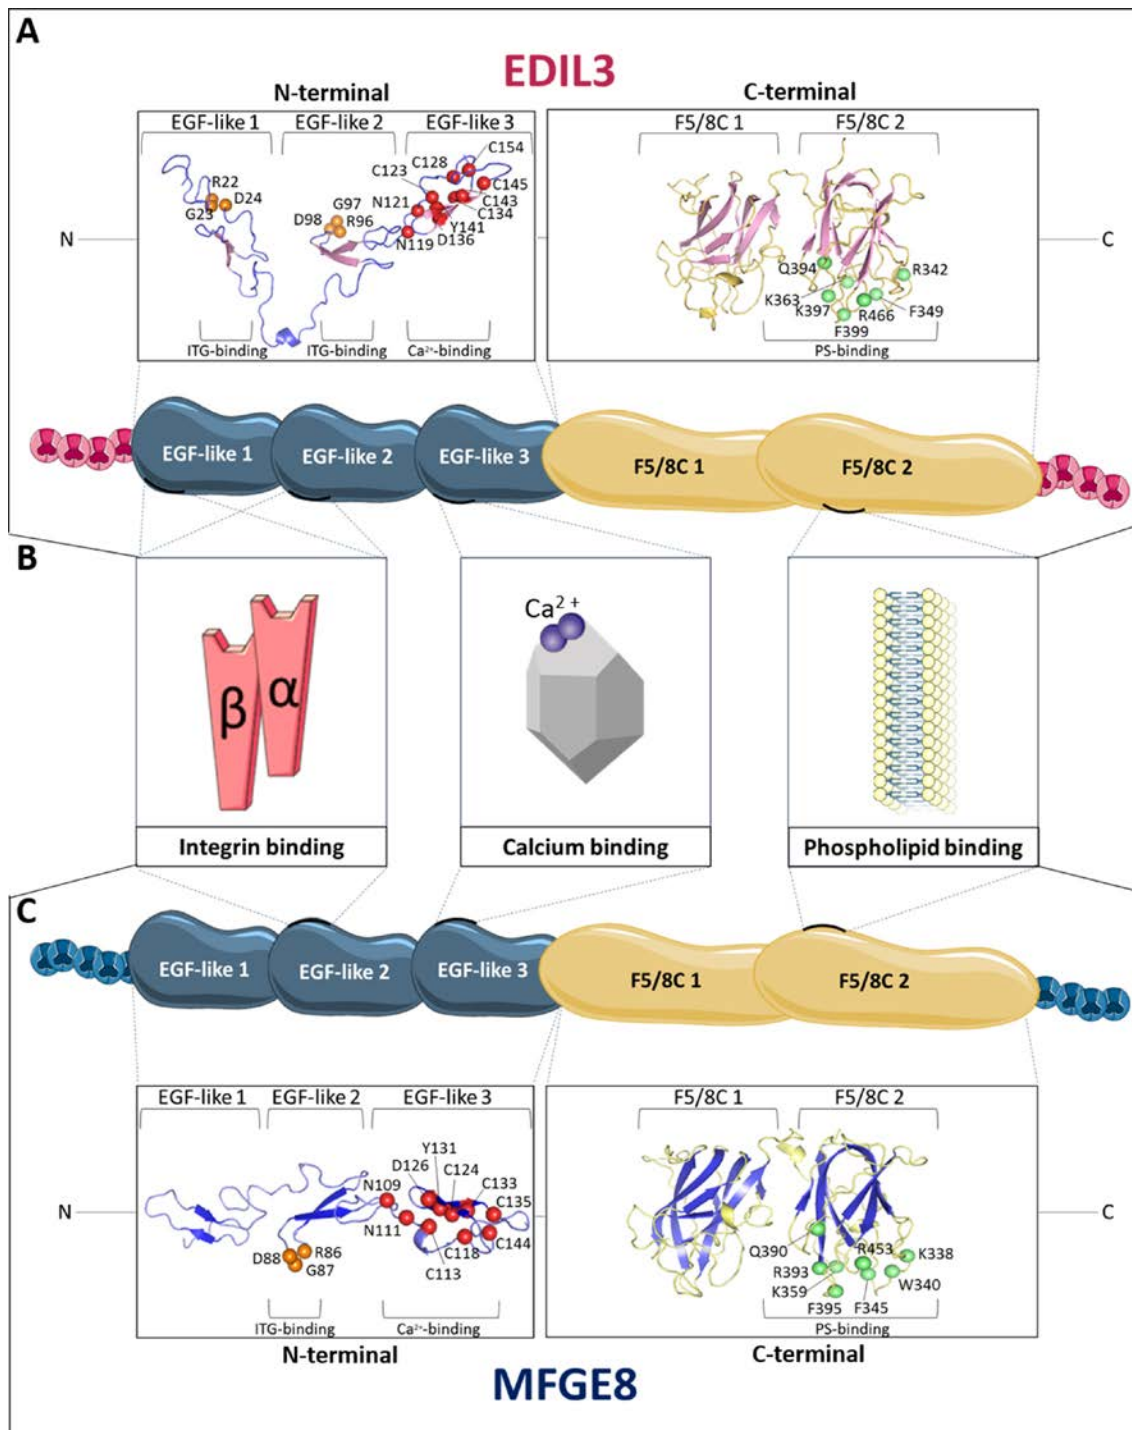 A
EDIL3
N-terminal
C-terminal
EGF-like 1
EGF-like 2
EGF-like 3
F5/8C 1
F5/8C 2
C154
C128
C123
C145
R22
D24
G23
G97
N121
C143
C134
D98
R96
Y141
D136
N119
N
C
Q394
R342
K363
K397
R466
F349
F399
ITG-binding
ITG-binding
Ca²⁺-binding
PS-binding
EGF-like 1
EGF-like 2
EGF-like 3
F5/8C 1
F5/8C 2
B
Ca²⁺
β
α
Integrin binding
Calcium binding
Phospholipid binding
C
EGF-like 1
EGF-like 2
EGF-like 3
F5/8C 1
F5/8C 2
EGF-like 1
EGF-like 2
EGF-like 3
F5/8C 1
F5/8C 2
Y131
D126
C124
N109
C133
C135
N
C
N111
C118
C144
C113
D88
R86
G87
Q390
R453
K338
R393
K359
W340
F395
F345
ITG-binding
Ca²⁺-binding
PS-binding
N-terminal
C-terminal
MFGE8